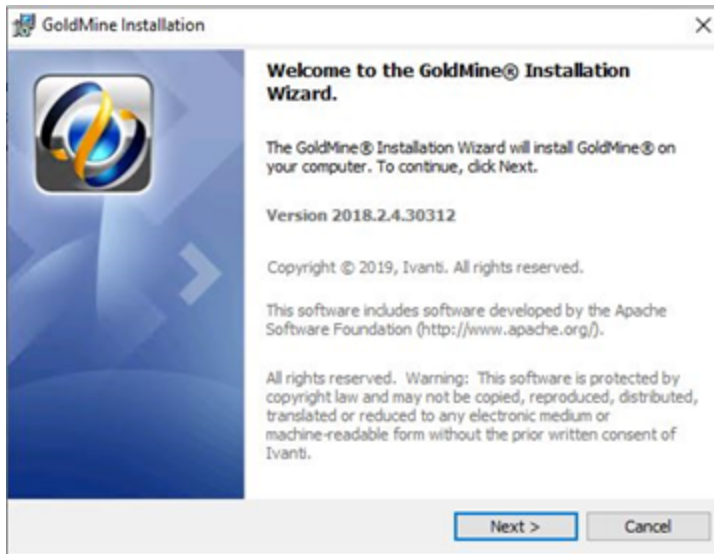 GoldMine Installation
Welcome to the GoldMine® Installation
Wizard.
The GoldMine® Installation Wizard will install GoldMine® on
your computer. To continue, click Next.
Version 2018.2.4.30312
Copyright © 2019, Ivanti. All rights reserved.
This software includes software developed by the Apache
Software Foundation (http://www.apache.org/).
All rights reserved. Warning: This software is protected by
copyright law and may not be copied, reproduced, distributed,
translated or reduced to any electronic medium or
machine-readable form without the prior written consent of
Ivanti.
Next > Cancel